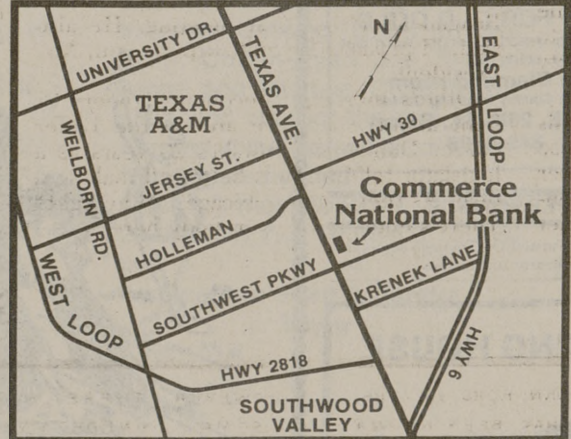 UNIVERSITY DR.
TEXAS AVE.
N
EAST LOOP
TEXAS
A&M
WELLBORN RD.
JERSEY ST.
HWY 30
Commerce
National Bank
HOLLEMAN
WEST LOOP
SOUTHWEST PKWY
KRENEK LANE
HWY 6
HWY 2818
SOUTHWOOD
VALLEY